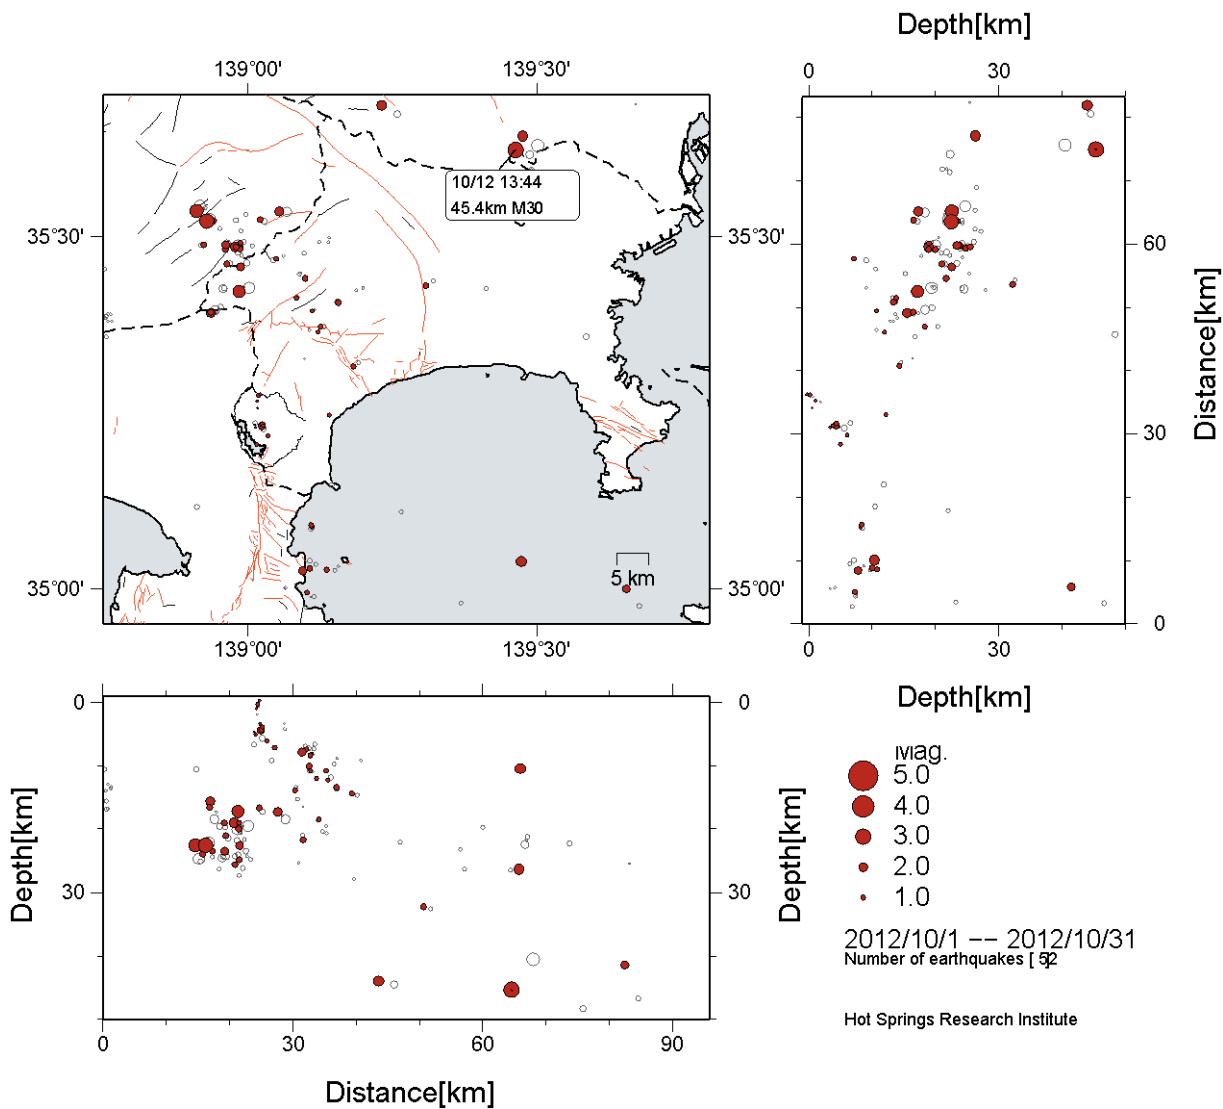 Depth[km]
139°00'
139°30'
0
30
10/12 13:44
45.4km M30
35°30'
35°30'
60
30
0
Distance[km]
5 km
35°00'
35°00'
139°00'
139°30'
0
30
Depth[km]
0
30
Depth[km]
0
30
Depth[km]
Mag.
5.0
4.0
3.0
2.0
1.0
2012/10/1 −− 2012/10/31
Number of earthquakes [ 52]
Hot Springs Research Institute
0
30
60
90
Distance[km]